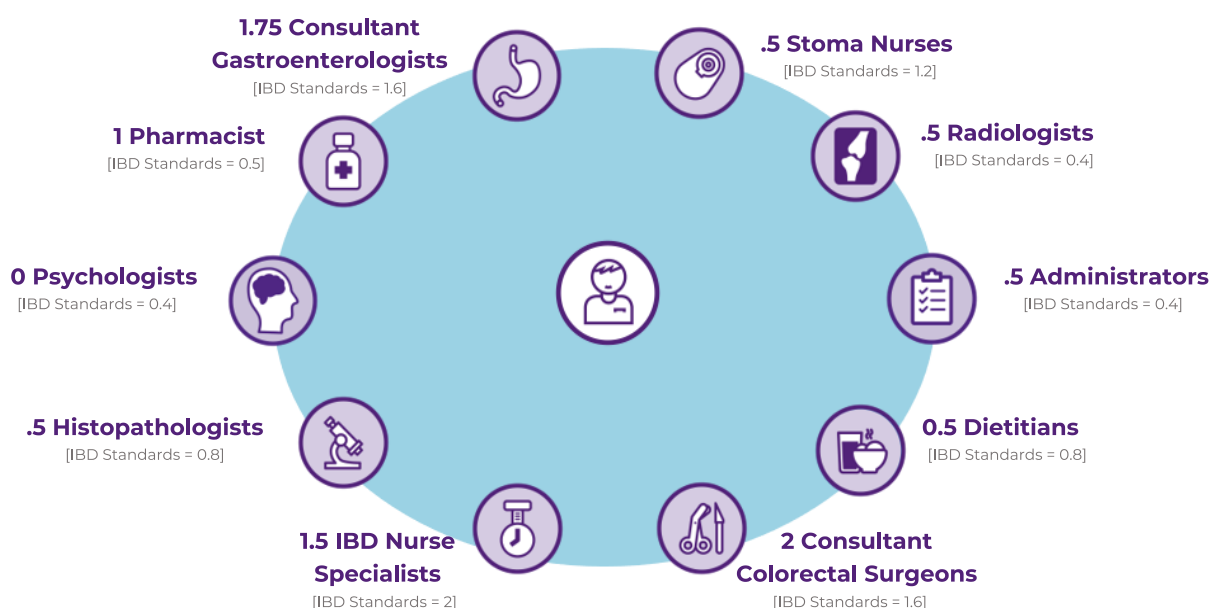 1.75 Consultant
Gastroenterologists
[IBD Standards = 1.6]
.5 Stoma Nurses
[IBD Standards = 1.2]
1 Pharmacist
[IBD Standards = 0.5]
.5 Radiologists
[IBD Standards = 0.4]
0 Psychologists
[IBD Standards = 0.4]
.5 Administrators
[IBD Standards = 0.4]
.5 Histopathologists
[IBD Standards = 0.8]
0.5 Dietitians
[IBD Standards = 0.8]
1.5 IBD Nurse
Specialists
[IBD Standards = 2]
2 Consultant
Colorectal Surgeons
[IBD Standards = 1.6]